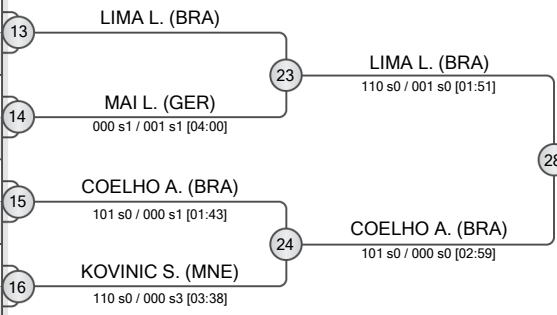 13
LIMA L. (BRA)
23
LIMA L. (BRA)
110 s0 / 001 s0 [01:51]
14
MAI L. (GER)
000 s1 / 001 s1 [04:00]
28
15
COELHO A. (BRA)
101 s0 / 000 s1 [01:43]
24
COELHO A. (BRA)
101 s0 / 000 s0 [02:59]
16
KOVINIC S. (MNE)
110 s0 / 000 s3 [03:38]